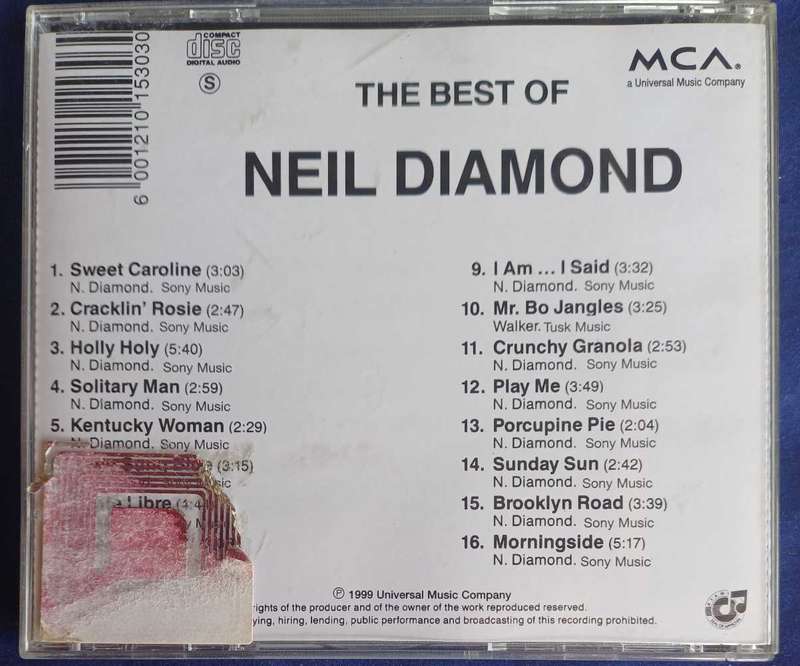 6 001210 153030
COMPACT
disc
DIGITAL AUDIO
S
MCA®
a Universal Music Company
THE BEST OF
NEIL DIAMOND
1. Sweet Caroline (3:03)
N. Diamond. Sony Music
2. Cracklin' Rosie (2:47)
N. Diamond. Sony Music
3. Holly Holy (5:40)
N. Diamond. Sony Music
4. Solitary Man (2:59)
N. Diamond. Sony Music
5. Kentucky Woman (2:29)
N. Diamond. Sony Music
(3:15)
Sony Music
Libre
9. I Am ... I Said (3:32)
N. Diamond. Sony Music
10. Mr. Bo Jangles (3:25)
Walker. Tusk Music
11. Crunchy Granola (2:53)
N. Diamond. Sony Music
12. Play Me (3:49)
N. Diamond. Sony Music
13. Porcupine Pie (2:04)
N. Diamond. Sony Music
14. Sunday Sun (2:42)
N. Diamond. Sony Music
15. Brooklyn Road (3:39)
N. Diamond. Sony Music
16. Morningside (5:17)
N. Diamond. Sony Music
℗ 1999 Universal Music Company
rights of the producer and of the owner of the work reproduced reserved.
ying, hiring, lending, public performance and broadcasting of this recording prohibited.